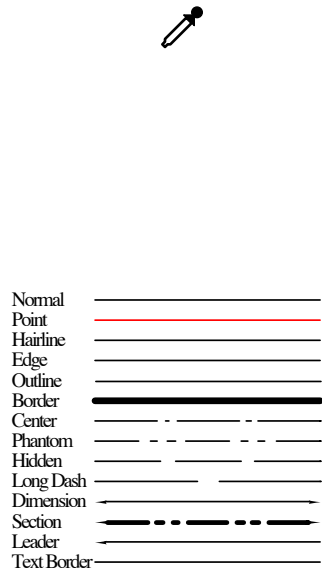 Normal
Point
Hairline
Edge
Outline
Border
Center
Phantom
Hidden
Long Dash
Dimension
Section
Leader
Text Border